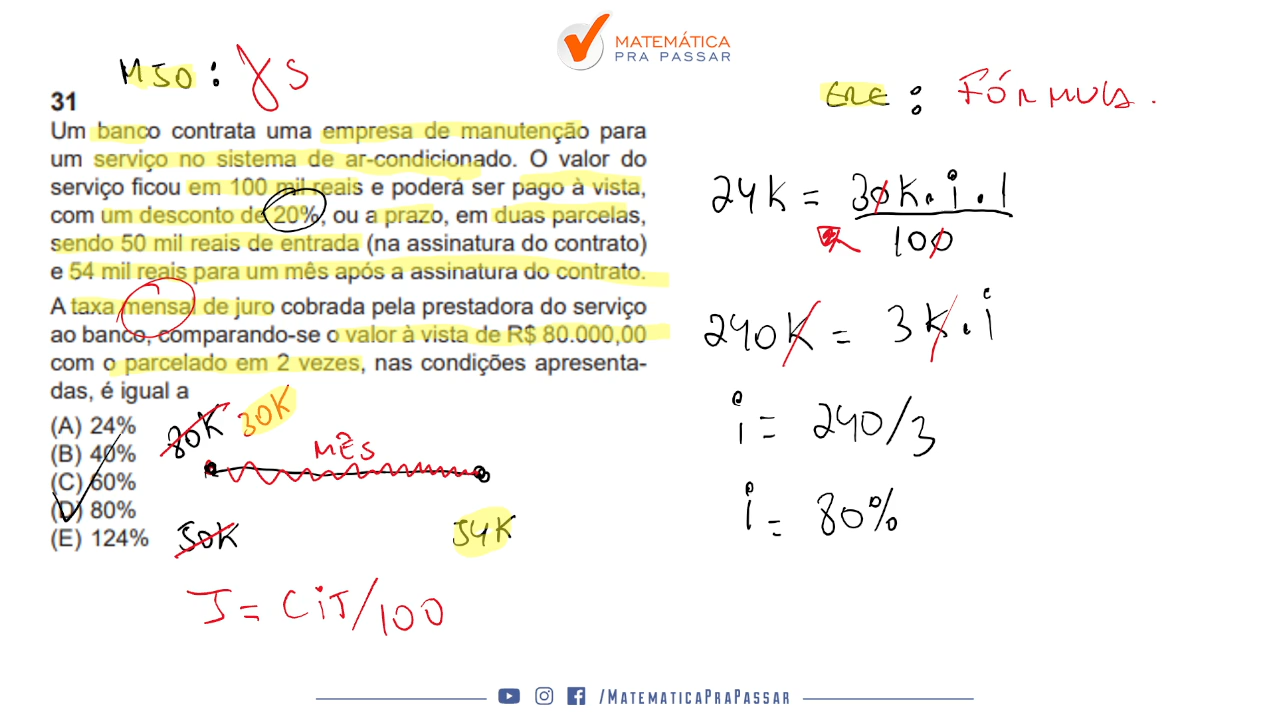 MATEMÁTICA
PRA PASSAR
MSO: JS
31
Um banco contrata uma empresa de manutenção para
um serviço no sistema de ar-condicionado. O valor do
serviço ficou em 100 mil reais e poderá ser pago à vista,
com um desconto de 20%, ou a prazo, em duas parcelas,
sendo 50 mil reais de entrada (na assinatura do contrato)
e 54 mil reais para um mês após a assinatura do contrato.
A taxa mensal de juro cobrada pela prestadora do serviço
ao banco, comparando-se o valor à vista de R$ 80.000,00
com o parcelado em 2 vezes, nas condições apresenta-
das, é igual a
(A) 24%
(B) 40%
(C) 60%
(D) 80%
(E) 124%
80K 30K
MÊS
50K 54K
J = CiT/100
ERE: FÓRMULA.
24K = 30K.i.1
100
240K = 3K.i
i = 240/3
i = 80%
/MATEMATICAPRAPASSAR